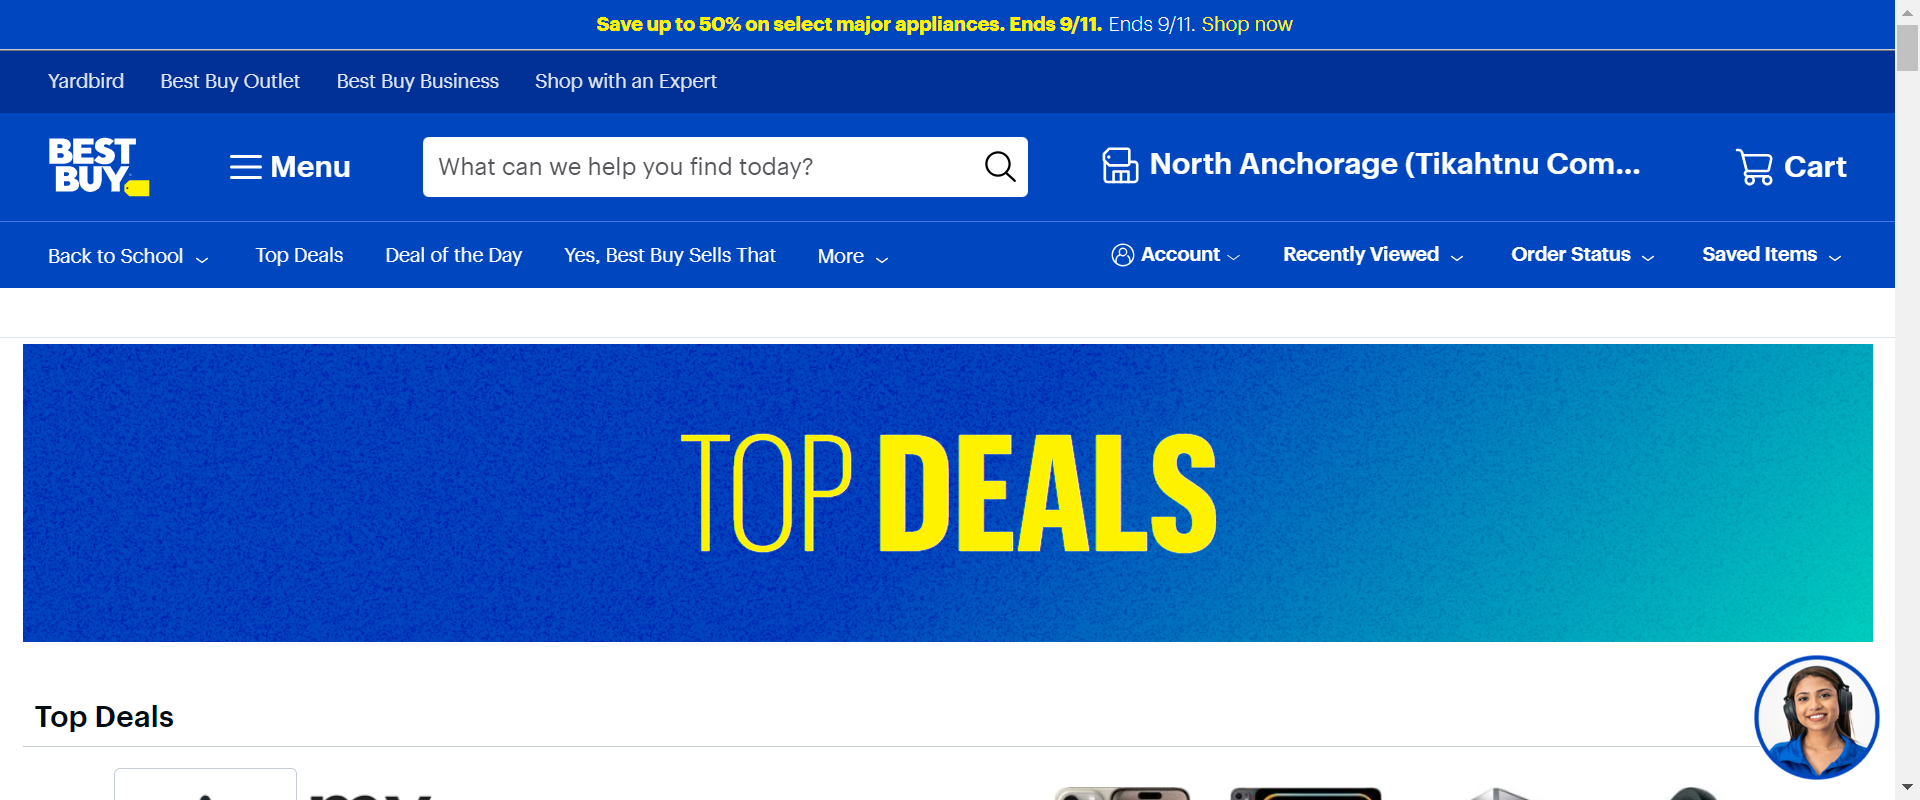 Save up to 50% on select major appliances. Ends 9/11. Ends 9/11. Shop now
Yardbird Best Buy Outlet Best Buy Business Shop with an Expert
BEST
BUY
Menu
What can we help you find today?
North Anchorage (Tikahtnu Com...
Cart
Back to School Top Deals Deal of the Day Yes, Best Buy Sells That More Account Recently Viewed Order Status Saved Items
TOP DEALS
Top Deals